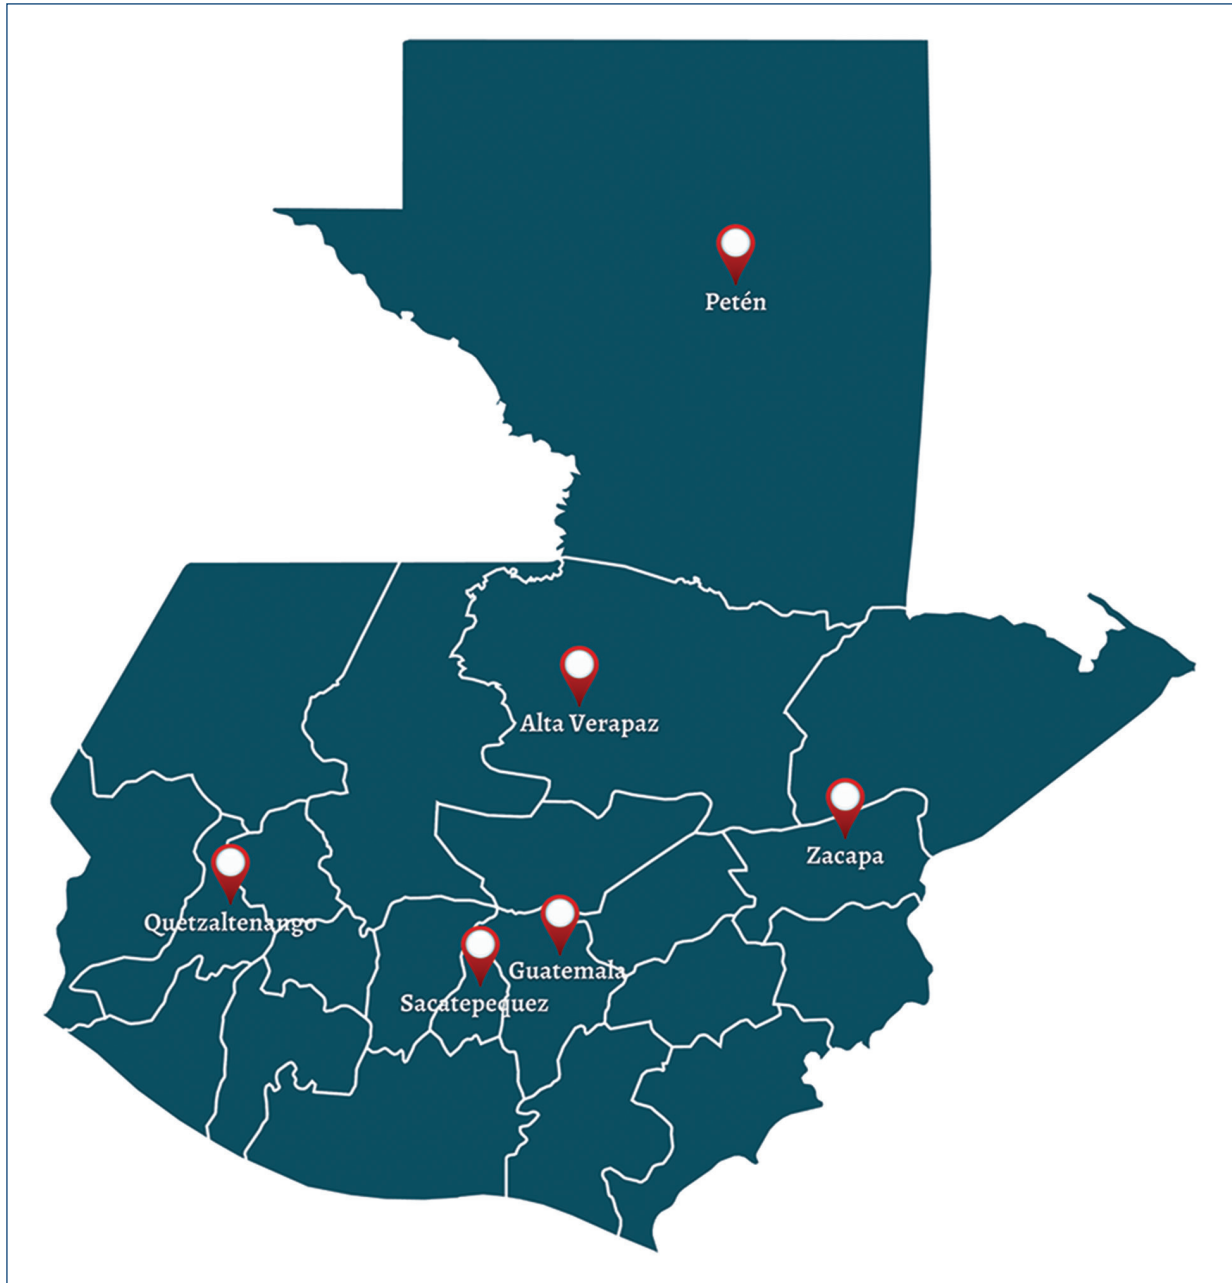 Petén
Alta Verapaz
Zacapa
Quetzaltenango
Guatemala
Sacatepequez